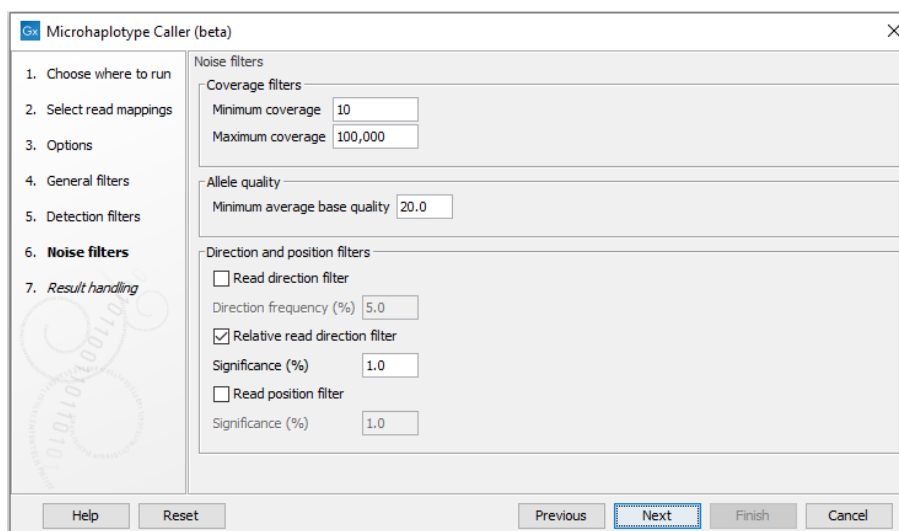 Gx Microhaplotype Caller (beta)
1. Choose where to run
2. Select read mappings
3. Options
4. General filters
5. Detection filters
6. Noise filters
7. Result handling
Noise filters
Coverage filters
Minimum coverage 10
Maximum coverage 100,000
Allele quality
Minimum average base quality 20.0
Direction and position filters
Read direction filter
Direction frequency (%) 5.0
Relative read direction filter
Significance (%) 1.0
Read position filter
Significance (%) 1.0
Help Reset Previous Next Finish Cancel